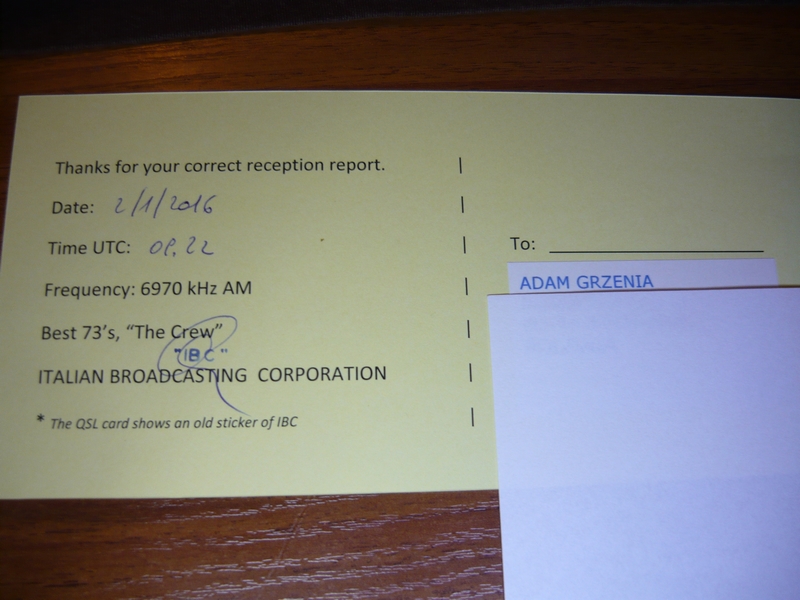 Thanks for your correct reception report.
Date: 2/1/2016
Time UTC: 08.22
Frequency: 6970 kHz AM
Best 73's, “The Crew”
"IBC"
ITALIAN BROADCASTING CORPORATION
* The QSL card shows an old sticker of IBC
To:
ADAM GRZENIA